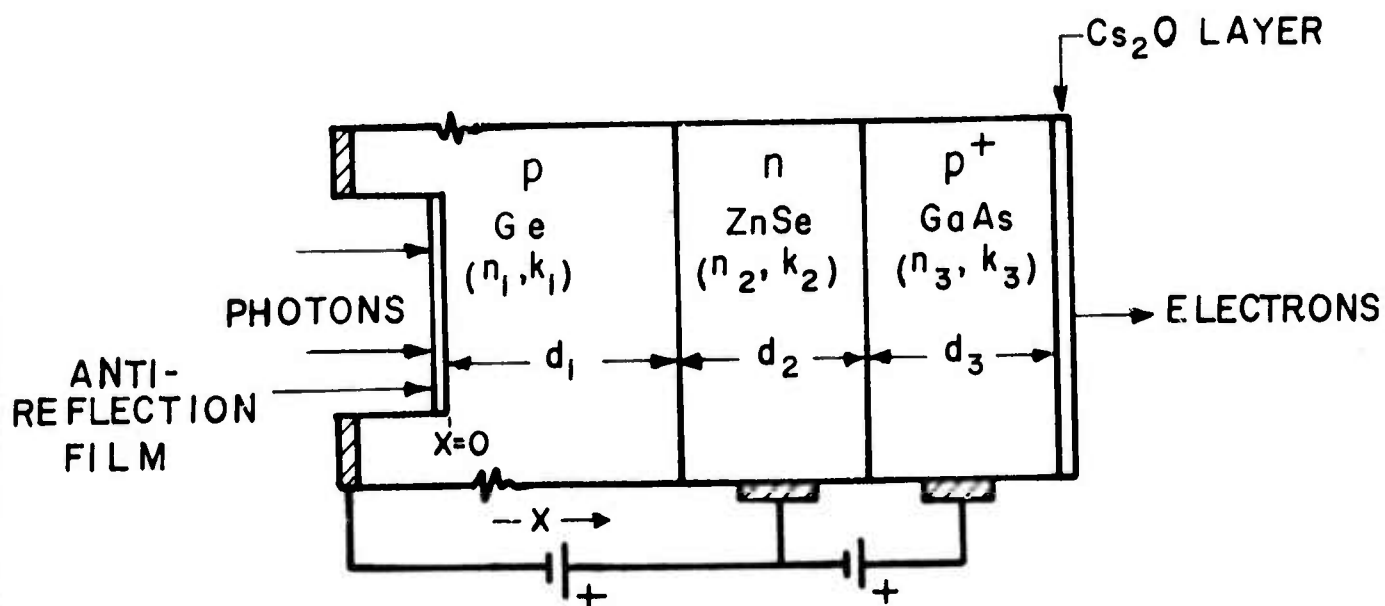 Cs₂O LAYER
p
Ge
(n₁, k₁)
n
ZnSe
(n₂, k₂)
p⁺
GaAs
(n₃, k₃)
PHOTONS
ELECTRONS
d₁
d₂
d₃
ANTI-
REFLECTION
FILM
X=0
X
+
+